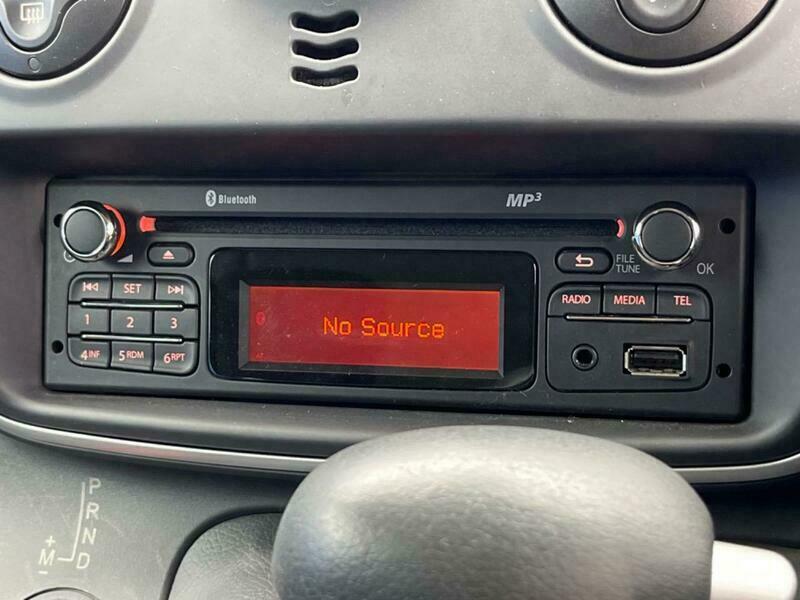 Bluetooth
MP3
FILE
TUNE
OK
SET
RADIO
MEDIA
TEL
1
2
3
4 INF
5 RDM
6 RPT
No Source
P
R
N
D
+
M
-